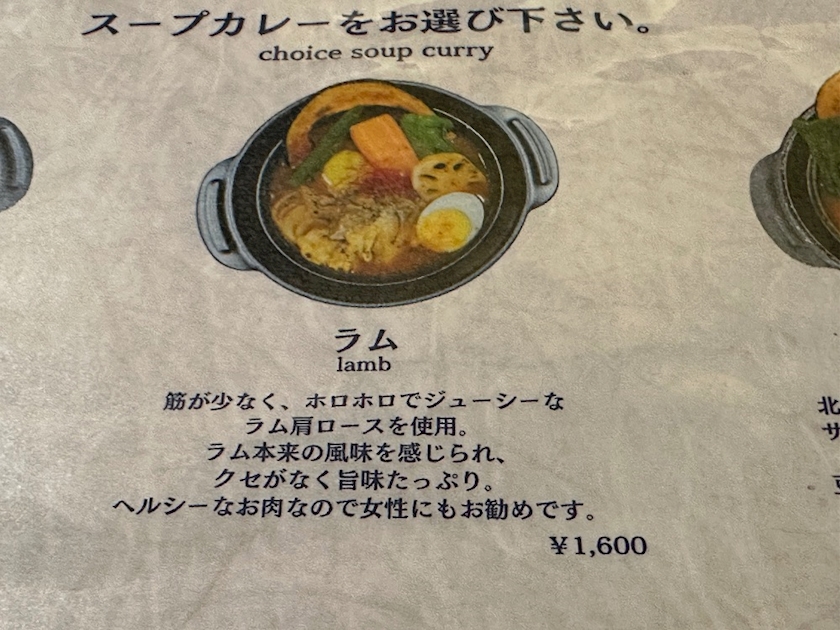 スープカレーをお選び下さい。
choice soup curry
ラム
lamb
筋が少なく、ホロホロでジューシーな
ラム肩ロースを使用。
ラム本来の風味を感じられ、
クセがなく旨味たっぷり。
ヘルシーなお肉なので女性にもお勧めです。
¥1,600
北
サ